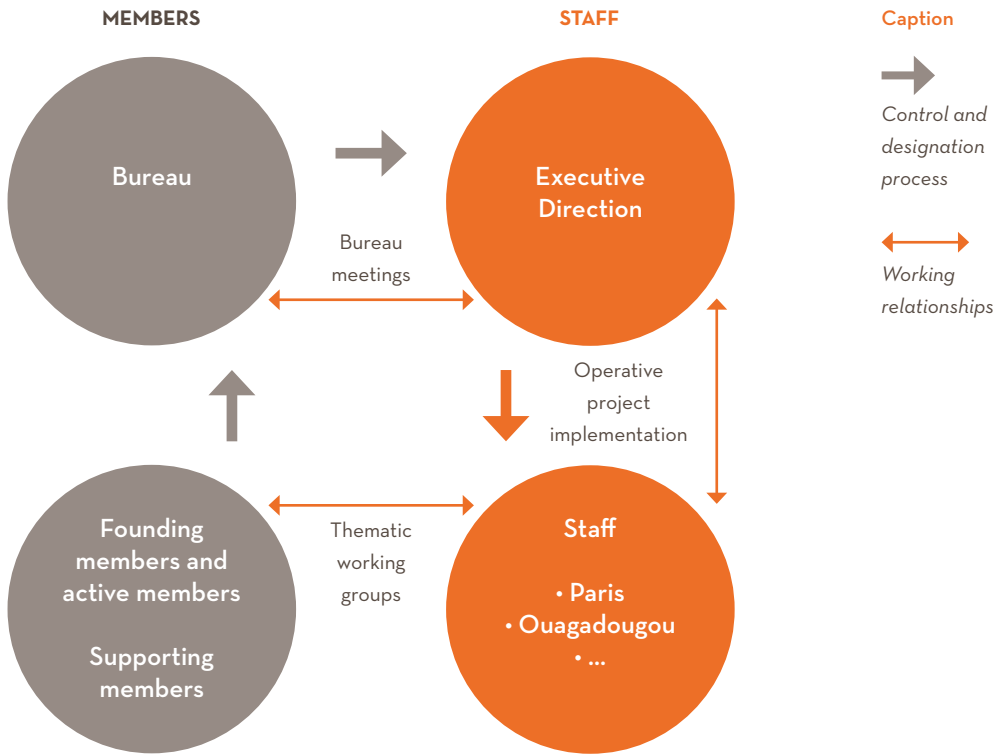 MEMBERS
STAFF
Caption
Control and
designation
process
Working
relationships
Bureau
Executive
Direction
Bureau
meetings
Operative
project
implementation
Founding
members and
active members
Supporting
members
Thematic
working
groups
Staff
• Paris
• Ouagadougou
• ...